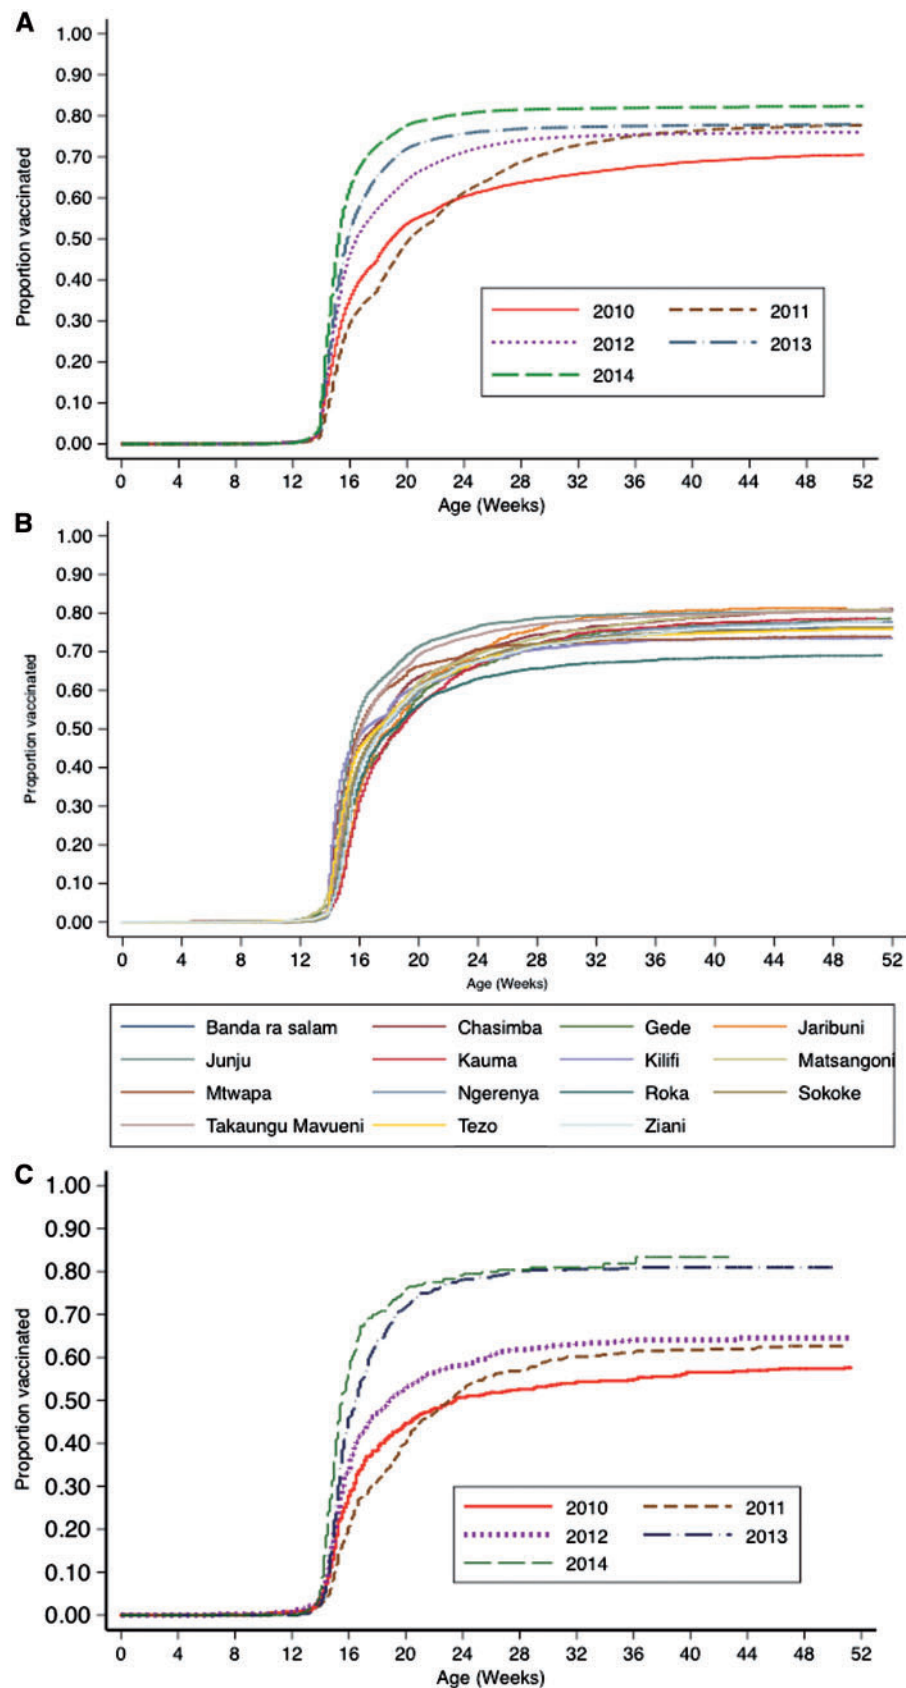 A
1.00
0.90
0.80
0.70
0.60
0.50
0.40
0.30
0.20
0.10
0.00
Proportion vaccinated
2010 2011
2012 2013
2014
0 4 8 12 16 20 24 28 32 36 40 44 48 52
Age (Weeks)
B
1.00
0.90
0.80
0.70
0.60
0.50
0.40
0.30
0.20
0.10
0.00
Proportion vaccinated
0 4 8 12 16 20 24 28 32 36 40 44 48 52
Age (Weeks)
Banda ra salam Chasimba Gede Jaribuni
Junju Kauma Kilifi Matsangoni
Mtwapa Ngerenya Roka Sokoke
Takaungu Mavueni Tezo Ziani
C
1.00
0.90
0.80
0.70
0.60
0.50
0.40
0.30
0.20
0.10
0.00
Proportion vaccinated
2010 2011
2012 2013
2014
0 4 8 12 16 20 24 28 32 36 40 44 48 52
Age (Weeks)